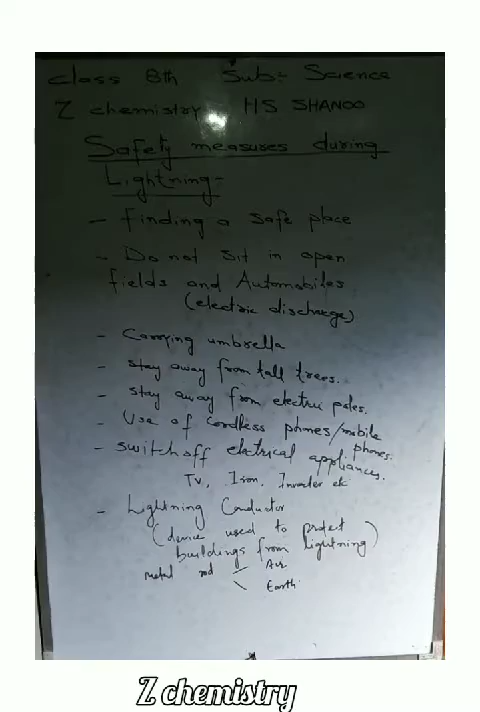 Class 8th Sub:- Science
Z chemistry HS SHANOO
Safety measures during
Lightning-
- Finding a safe place
- Do not sit in open
fields and Automobiles
(electric discharge)
- Carrying umbrella
- Stay away from tall trees.
- Stay away from electric poles.
- Use of cordless phones/mobile
phones.
- Switch off electrical appliances.
TV, Iron, Inverter etc
- Lightning Conductor
(device used to protect
buildings from lightning)
metal rod Air
Earth
Z chemistry